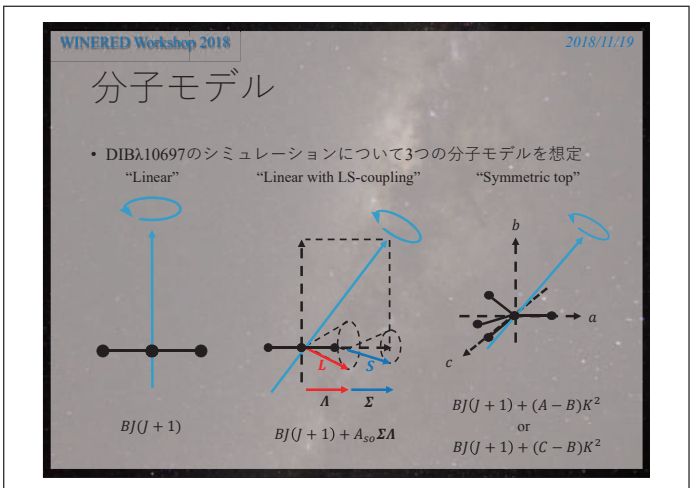 WINERED Workshop 2018
2018/11/19
分子モデル
• DIBλ10697のシミュレーションについて3つの分子モデルを想定
"Linear"
"Linear with LS-coupling"
"Symmetric top"
b
a
c
L
S
Λ
Σ
BJ(J + 1)
BJ(J + 1) + A_{so}ΣΛ
BJ(J + 1) + (A − B)K²
or
BJ(J + 1) + (C − B)K²